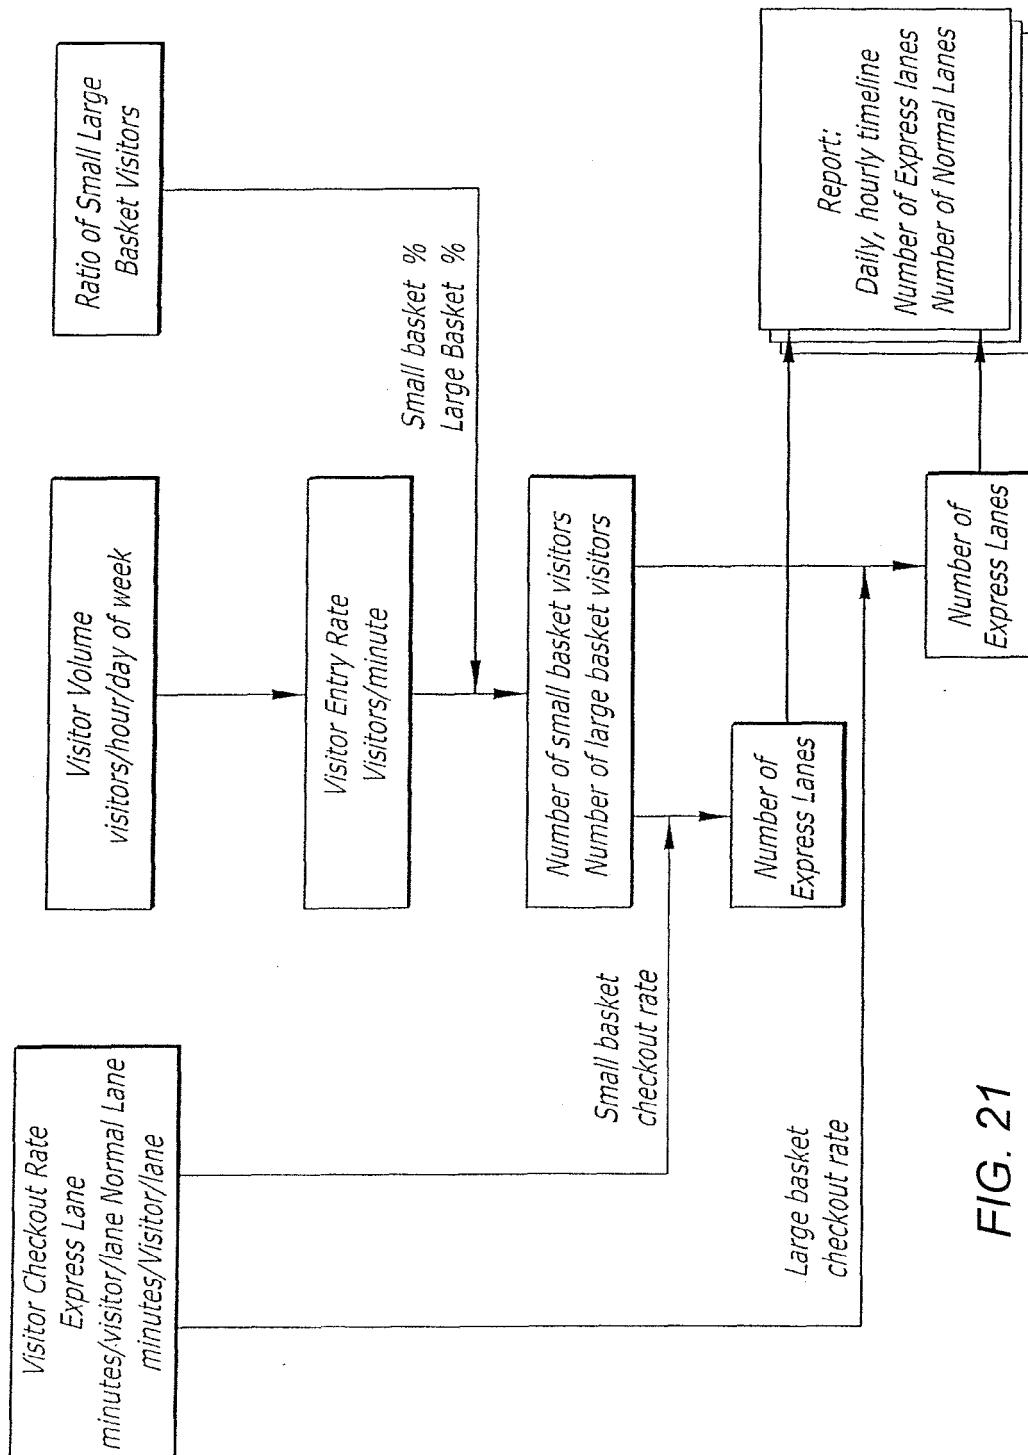 Visitor Checkout Rate
Express Lane
minutes/visitor/lane Normal Lane
minutes/Visitor/lane
Visitor Volume
visitors/hour/day of week
Ratio of Small Large
Basket Visitors
Visitor Entry Rate
Visitors/minute
Small basket %
Large Basket %
Number of small basket visitors
Number of large basket visitors
Small basket
checkout rate
Number of
Express Lanes
Large basket
checkout rate
Number of
Express Lanes
Report:
Daily, hourly timeline
Number of Express lanes
Number of Normal Lanes
FIG. 21